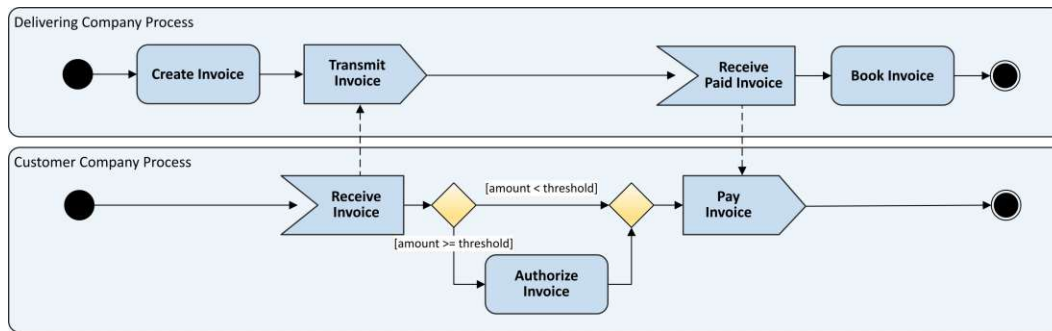 Delivering Company Process
Create Invoice
Transmit
Invoice
Receive
Paid Invoice
Book Invoice
Customer Company Process
Receive
Invoice
[amount < threshold]
[amount >= threshold]
Authorize
Invoice
Pay
Invoice